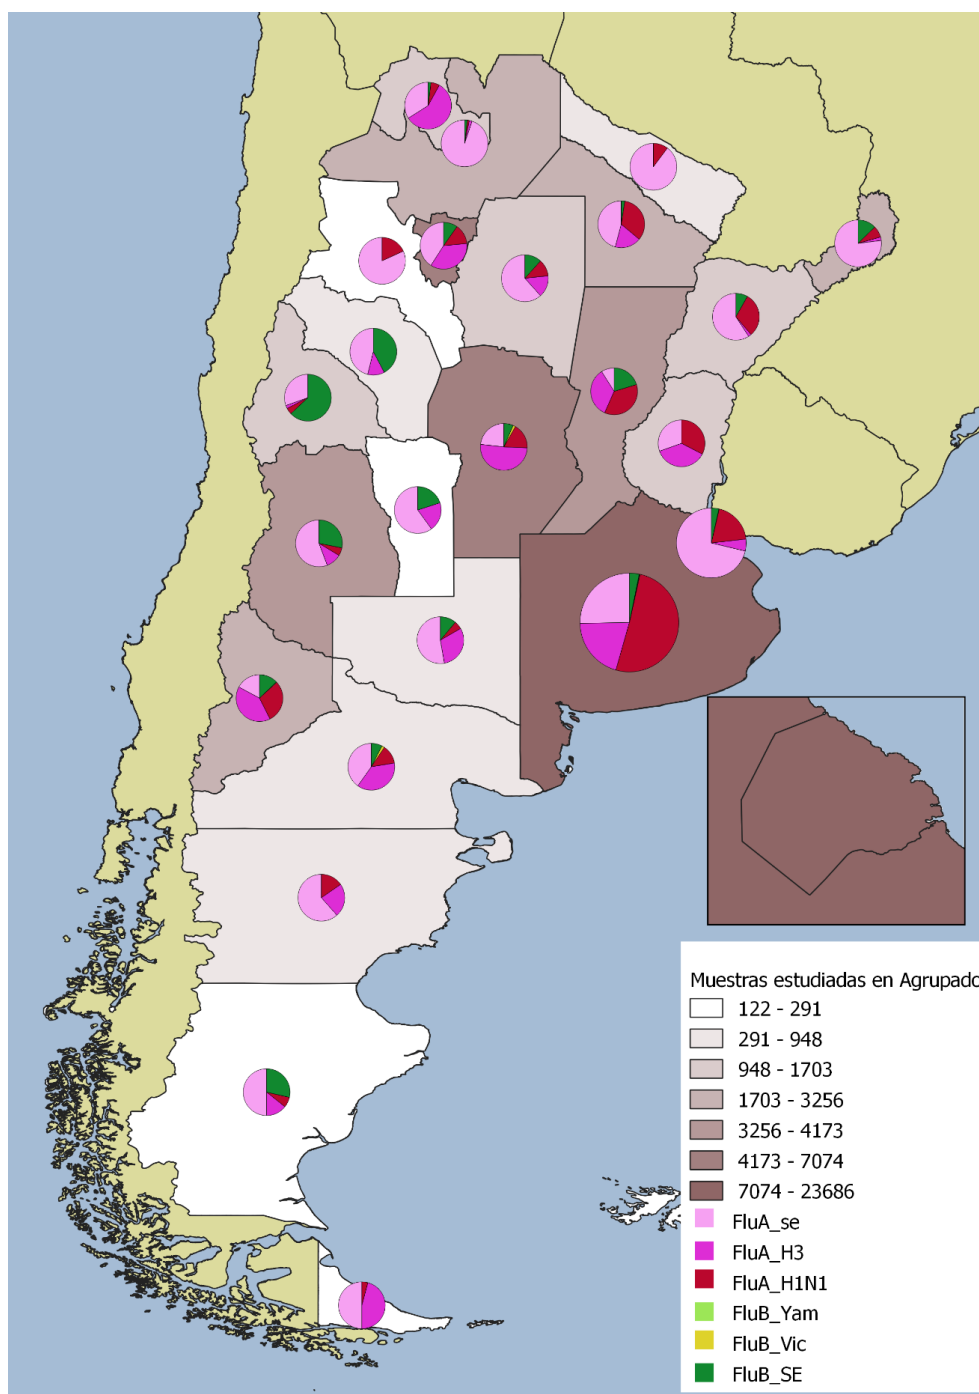 Muestras estudiadas en Agrupado
122 - 291
291 - 948
948 - 1703
1703 - 3256
3256 - 4173
4173 - 7074
7074 - 23686
FluA_se
FluA_H3
FluA_H1N1
FluB_Yam
FluB_Vic
FluB_SE